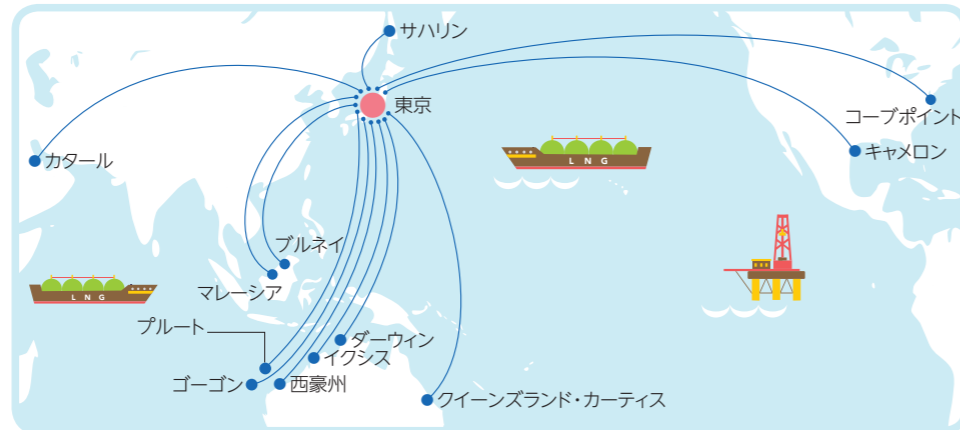 サハリン
東京
コーブポイント
キャメロン
カタール
LNG
ブルネイ
マレーシア
LNG
プルート
ダーウィン
イクシス
ゴーゴン
西豪州
クイーンズランド・カーティス